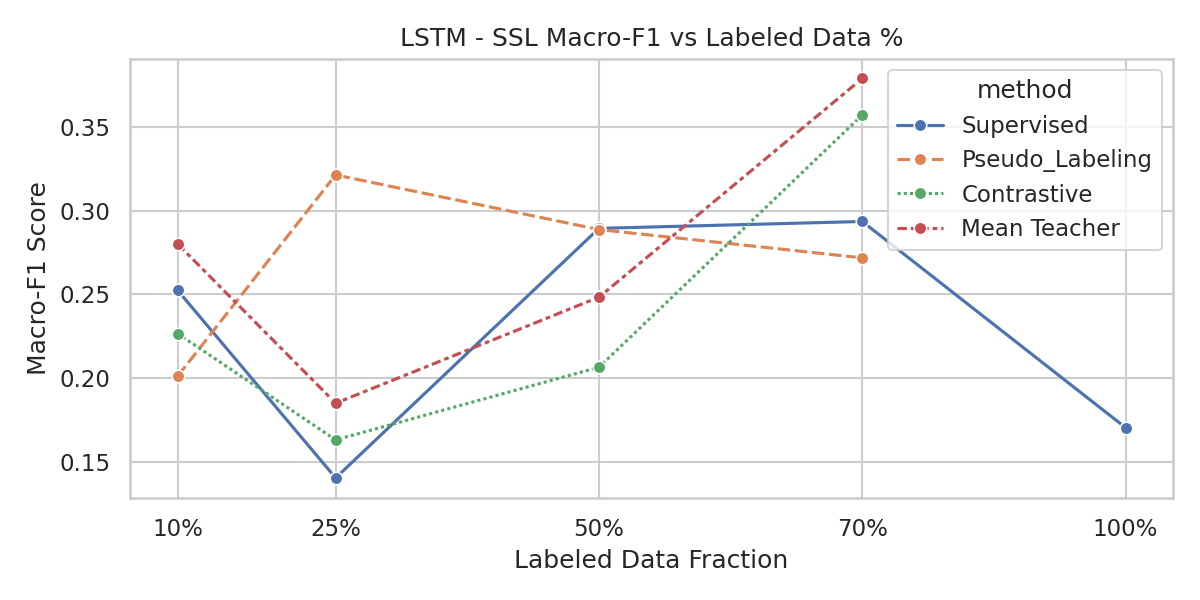 LSTM - SSL Macro-F1 vs Labeled Data %
method
Supervised
Pseudo_Labeling
Contrastive
Mean Teacher
Macro-F1 Score
0.35
0.30
0.25
0.20
0.15
10% 25% 50% 70% 100%
Labeled Data Fraction